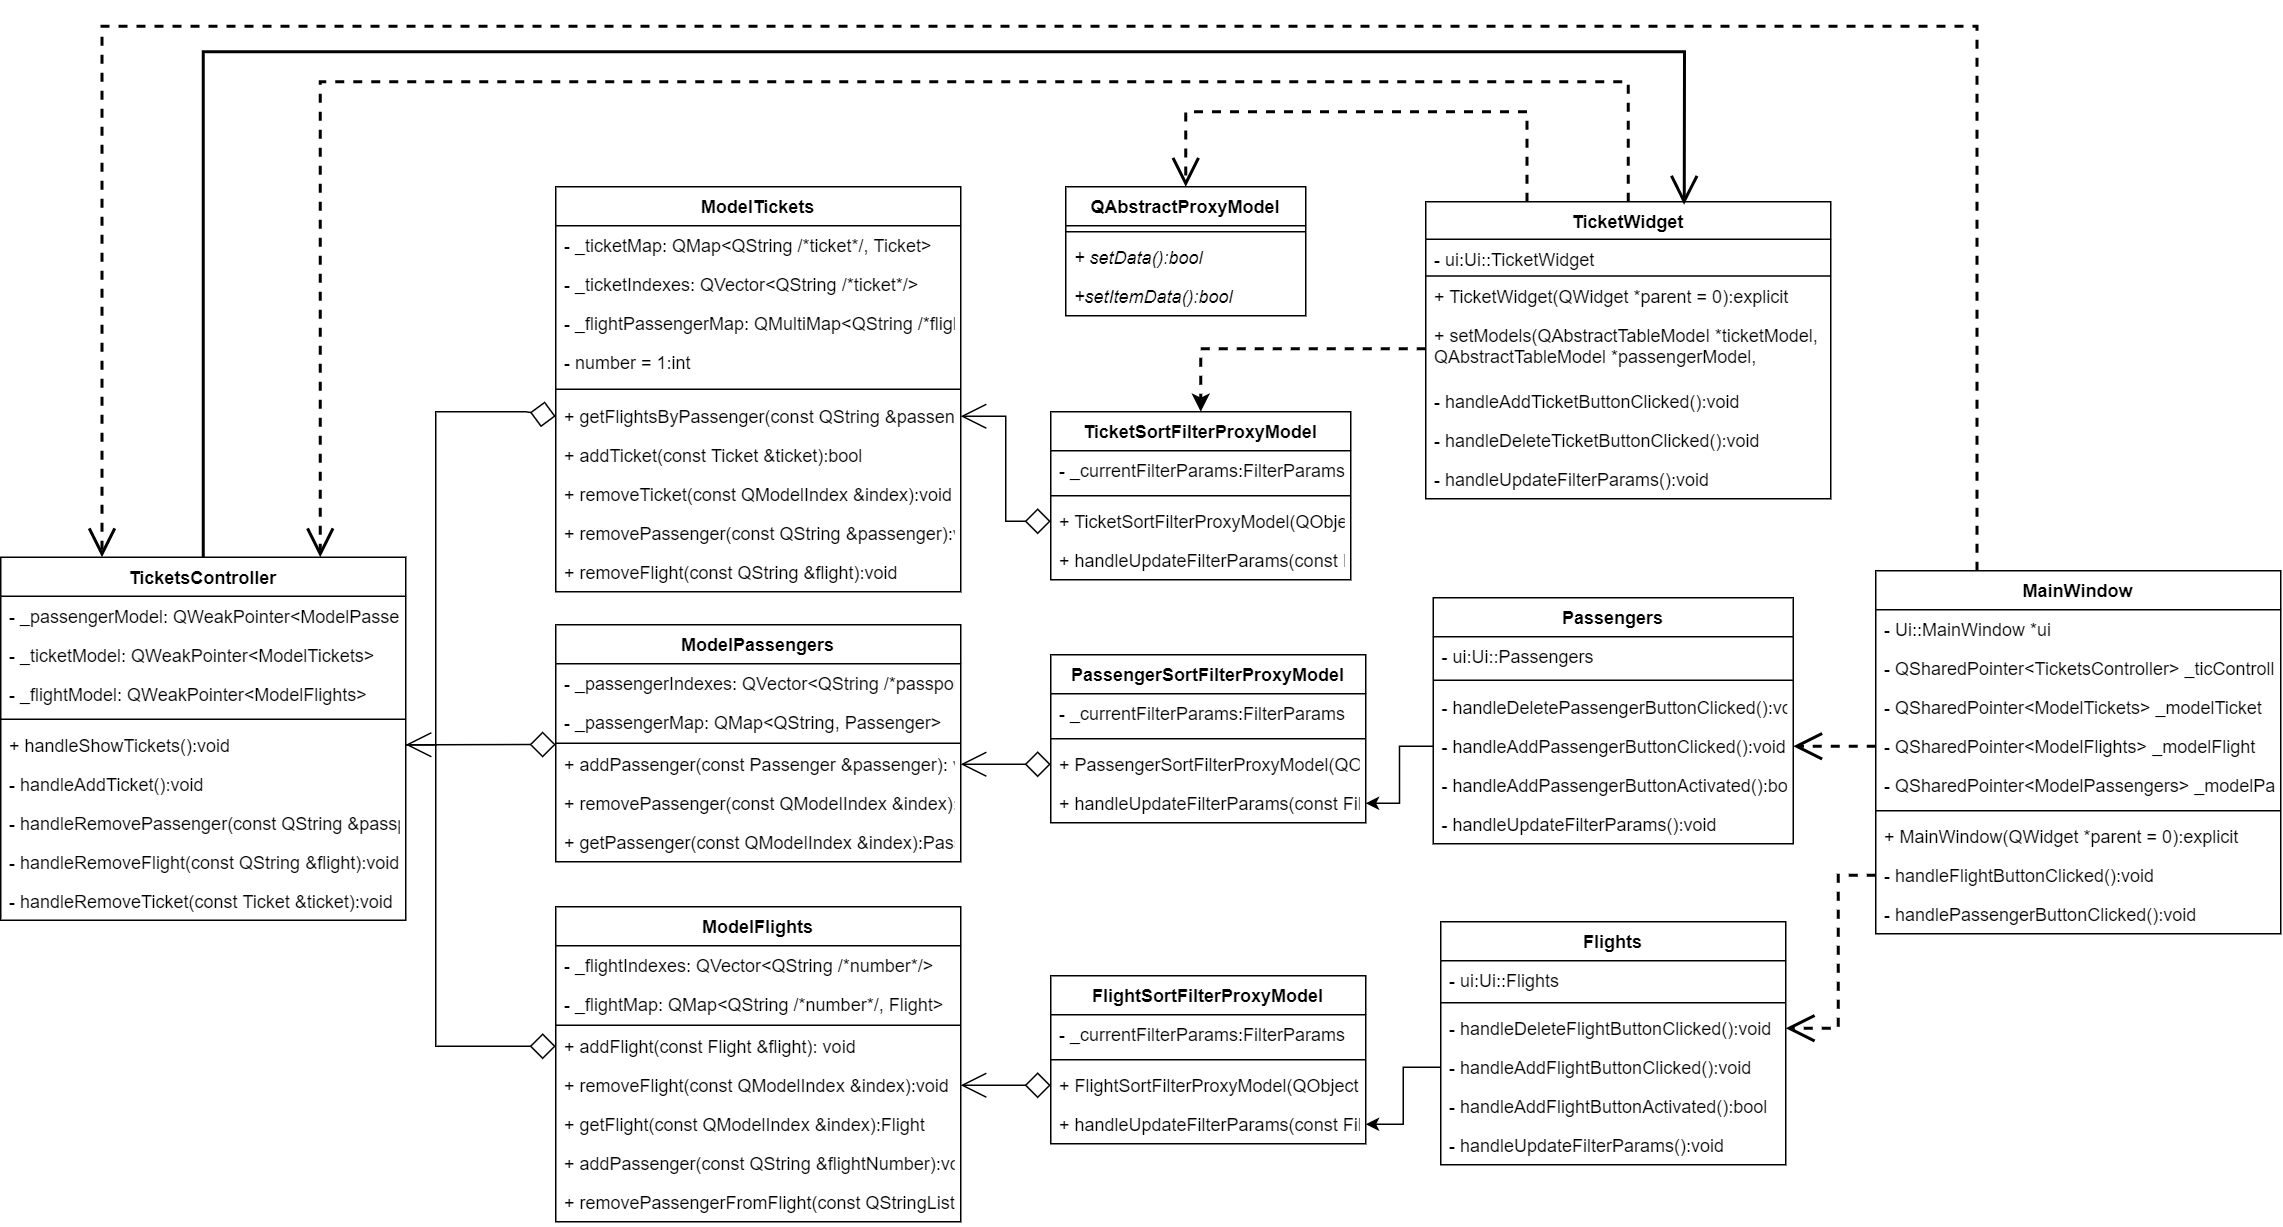 ModelTickets
- _ticketMap: QMap<QString /*ticket*/, Ticket>
- _ticketIndexes: QVector<QString /*ticket*/>
- _flightPassengerMap: QMultiMap<QString /*flig
- number = 1:int
+ getFlightsByPassenger(const QString &passen
+ addTicket(const Ticket &ticket):bool
+ removeTicket(const QModelIndex &index):void
+ removePassenger(const QString &passenger):
+ removeFlight(const QString &flight):void
QAbstractProxyModel
+ setData():bool
+setItemData():bool
TicketWidget
- ui:Ui::TicketWidget
+ TicketWidget(QWidget *parent = 0):explicit
+ setModels(QAbstractTableModel *ticketModel,
QAbstractTableModel *passengerModel,
- handleAddTicketButtonClicked():void
- handleDeleteTicketButtonClicked():void
- handleUpdateFilterParams():void
TicketSortFilterProxyModel
- _currentFilterParams:FilterParams
+ TicketSortFilterProxyModel(QObje
+ handleUpdateFilterParams(const
TicketsController
- _passengerModel: QWeakPointer<ModelPasse
- _ticketModel: QWeakPointer<ModelTickets>
- _flightModel: QWeakPointer<ModelFlights>
+ handleShowTickets():void
- handleAddTicket():void
- handleRemovePassenger(const QString &pass
- handleRemoveFlight(const QString &flight):void
- handleRemoveTicket(const Ticket &ticket):void
ModelPassengers
- _passengerIndexes: QVector<QString /*passpo
- _passengerMap: QMap<QString, Passenger>
+ addPassenger(const Passenger &passenger):
+ removePassenger(const QModelIndex &index):
+ getPassenger(const QModelIndex &index):Pas
PassengerSortFilterProxyModel
- _currentFilterParams:FilterParams
+ PassengerSortFilterProxyModel(QO
+ handleUpdateFilterParams(const Fil
Passengers
- ui:Ui::Passengers
- handleDeletePassengerButtonClicked():vo
- handleAddPassengerButtonClicked():void
- handleAddPassengerButtonActivated():bo
- handleUpdateFilterParams():void
MainWindow
- Ui::MainWindow *ui
- QSharedPointer<TicketsController> _ticControll
- QSharedPointer<ModelTickets> _modelTicket
- QSharedPointer<ModelFlights> _modelFlight
- QSharedPointer<ModelPassengers> _modelPa
+ MainWindow(QWidget *parent = 0):explicit
- handleFlightButtonClicked():void
- handlePassengerButtonClicked():void
ModelFlights
- _flightIndexes: QVector<QString /*number*/>
- _flightMap: QMap<QString /*number*/, Flight>
+ addFlight(const Flight &flight): void
+ removeFlight(const QModelIndex &index):void
+ getFlight(const QModelIndex &index):Flight
+ addPassenger(const QString &flightNumber):vo
+ removePassengerFromFlight(const QStringList
FlightSortFilterProxyModel
- _currentFilterParams:FilterParams
+ FlightSortFilterProxyModel(QObject
+ handleUpdateFilterParams(const Fil
Flights
- ui:Ui::Flights
- handleDeleteFlightButtonClicked():void
- handleAddFlightButtonClicked():void
- handleAddFlightButtonActivated():bool
- handleUpdateFilterParams():void